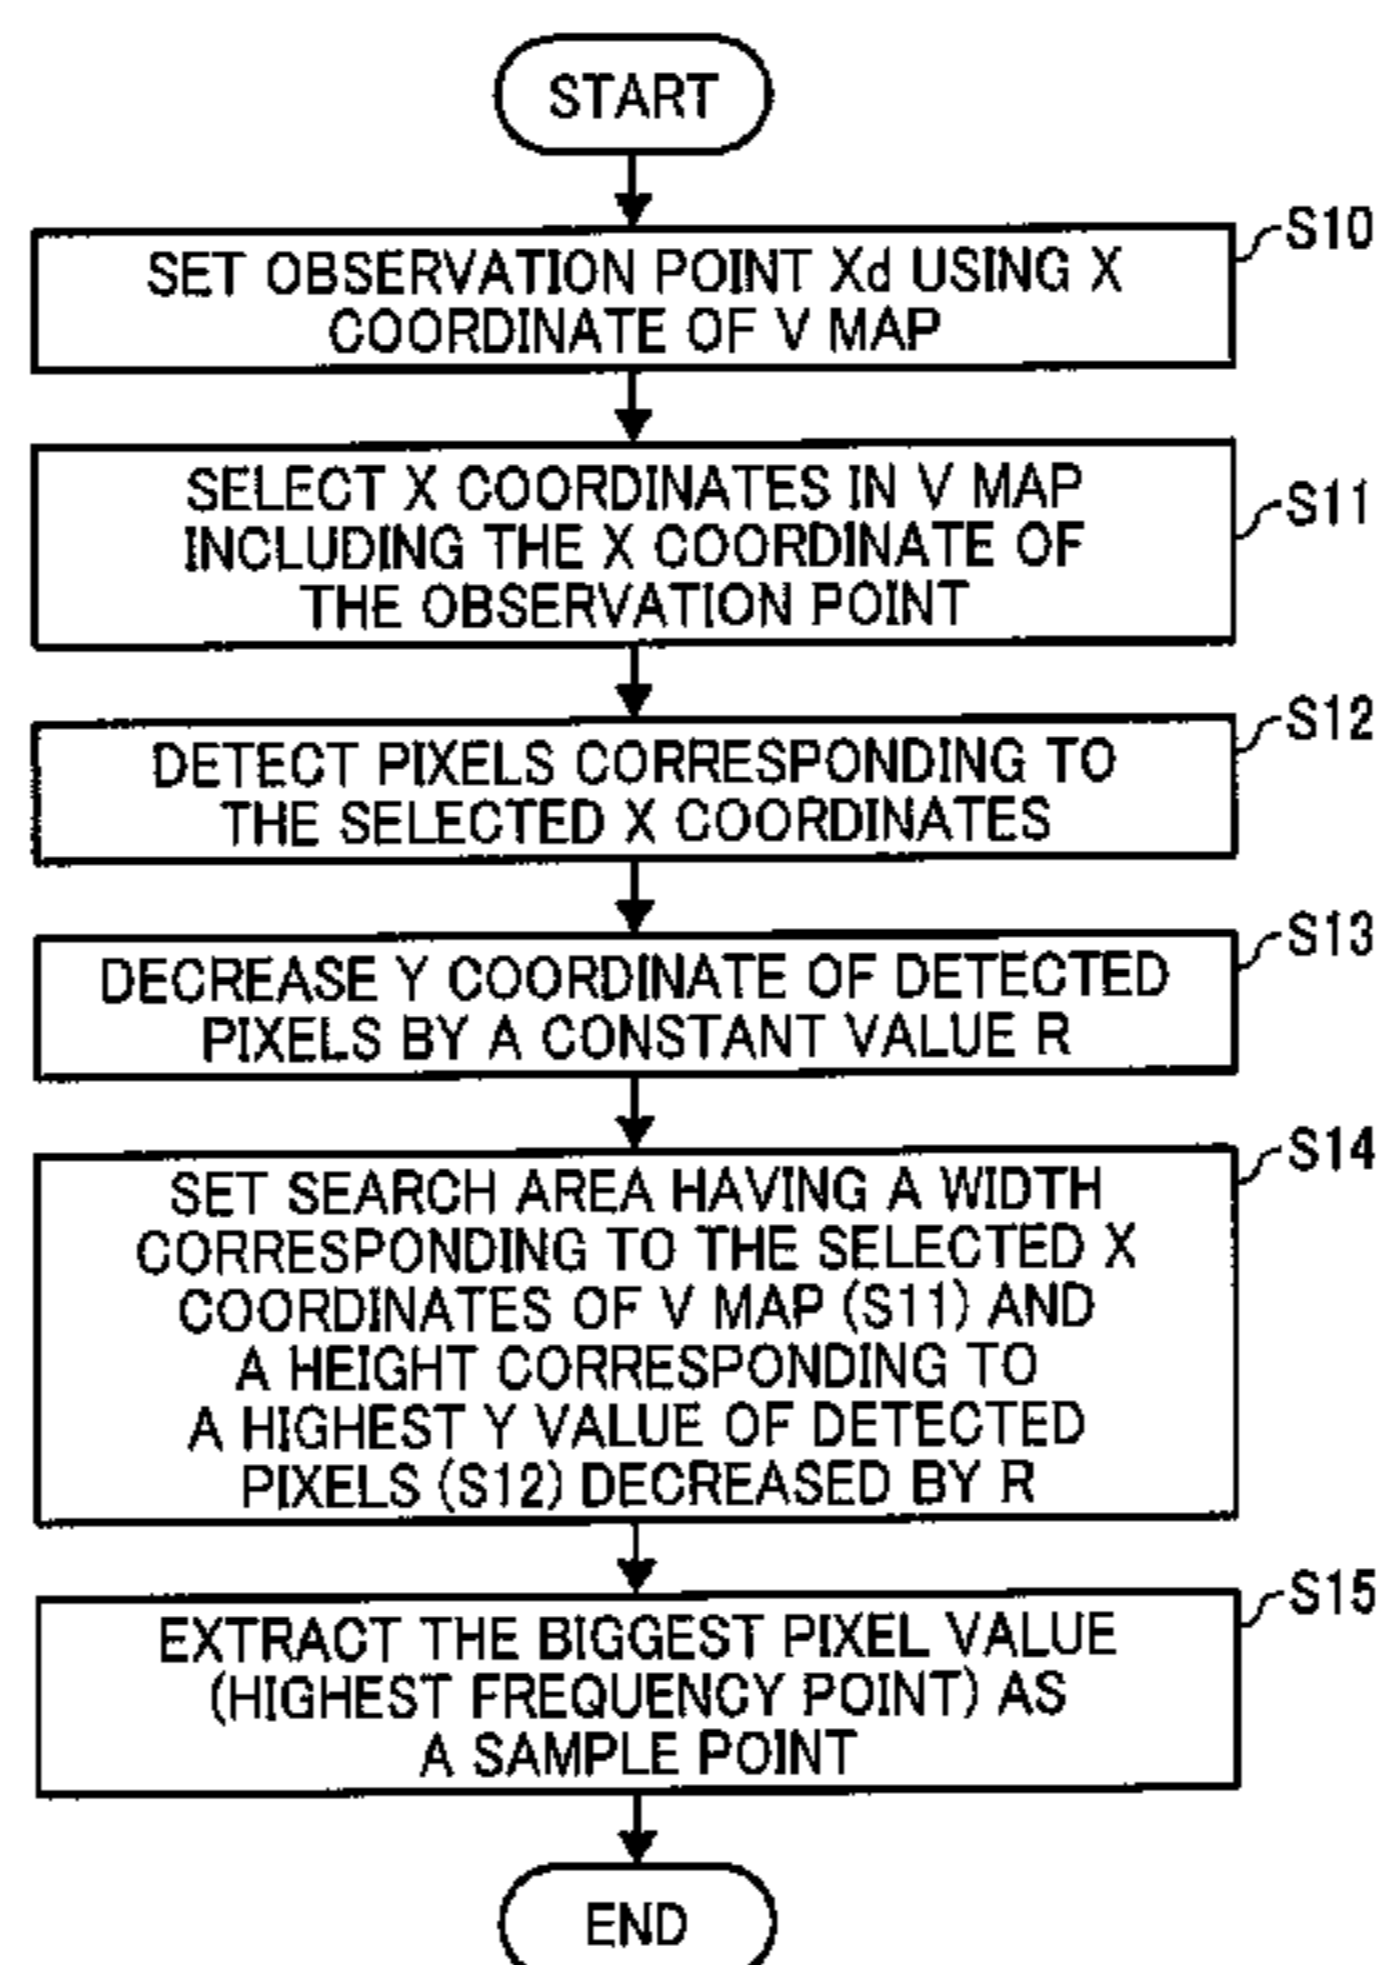 START
S10
SET OBSERVATION POINT Xd USING X
COORDINATE OF V MAP
S11
SELECT X COORDINATES IN V MAP
INCLUDING THE X COORDINATE OF
THE OBSERVATION POINT
S12
DETECT PIXELS CORRESPONDING TO
THE SELECTED X COORDINATES
S13
DECREASE Y COORDINATE OF DETECTED
PIXELS BY A CONSTANT VALUE R
S14
SET SEARCH AREA HAVING A WIDTH
CORRESPONDING TO THE SELECTED X
COORDINATES OF V MAP (S11) AND
A HEIGHT CORRESPONDING TO
A HIGHEST Y VALUE OF DETECTED
PIXELS (S12) DECREASED BY R
S15
EXTRACT THE BIGGEST PIXEL VALUE
(HIGHEST FREQUENCY POINT) AS
A SAMPLE POINT
END